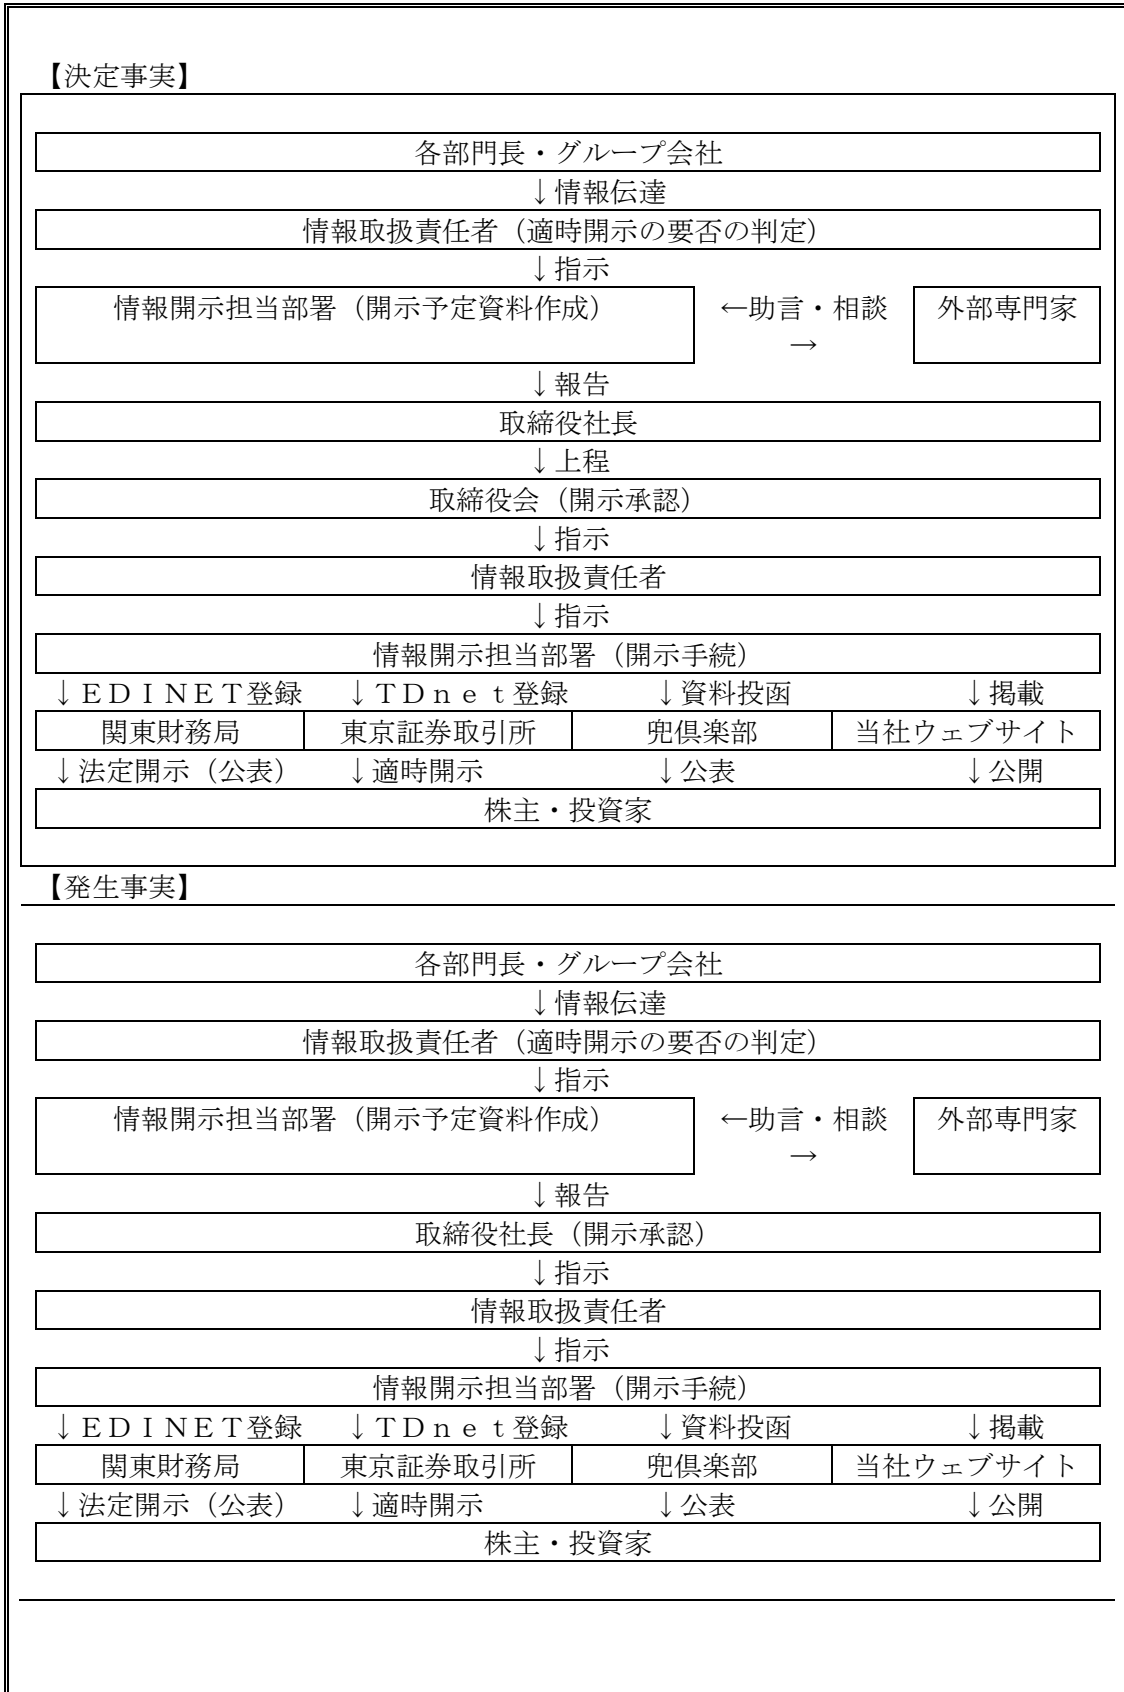 【決定事実】
各部門長・グループ会社
↓情報伝達
情報取扱責任者（適時開示の要否の判定）
↓指示
情報開示担当部署（開示予定資料作成） ←助言・相談 外部専門家
→
↓報告
取締役社長
↓上程
取締役会（開示承認）
↓指示
情報取扱責任者
↓指示
情報開示担当部署（開示手続）
↓ＥＤＩＮＥＴ登録 ↓ＴＤｎｅｔ登録 ↓資料投函 ↓掲載
関東財務局 東京証券取引所 兜倶楽部 当社ウェブサイト
↓法定開示（公表） ↓適時開示 ↓公表 ↓公開
株主・投資家
【発生事実】
各部門長・グループ会社
↓情報伝達
情報取扱責任者（適時開示の要否の判定）
↓指示
情報開示担当部署（開示予定資料作成） ←助言・相談 外部専門家
→
↓報告
取締役社長（開示承認）
↓指示
情報取扱責任者
↓指示
情報開示担当部署（開示手続）
↓ＥＤＩＮＥＴ登録 ↓ＴＤｎｅｔ登録 ↓資料投函 ↓掲載
関東財務局 東京証券取引所 兜倶楽部 当社ウェブサイト
↓法定開示（公表） ↓適時開示 ↓公表 ↓公開
株主・投資家